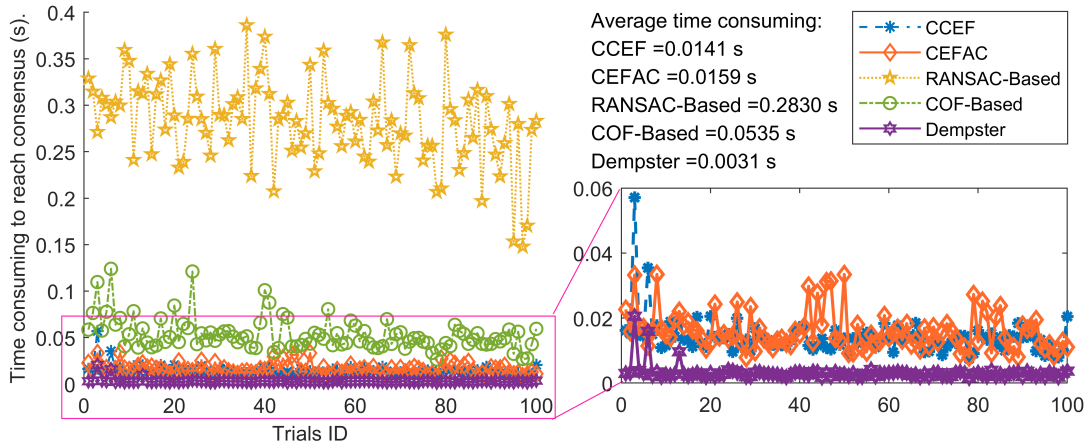 Time consuming to reach consensus (s).
0.4
0.35
0.3
0.25
0.2
0.15
0.1
0.05
0
0 20 40 60 80 100
Trials ID
Average time consuming:
CCEF =0.0141 s
CEFAC =0.0159 s
RANSAC-Based =0.2830 s
COF-Based =0.0535 s
Dempster =0.0031 s
CCEF
CEFAC
RANSAC-Based
COF-Based
Dempster
0.06
0.04
0.02
0
0 20 40 60 80 100